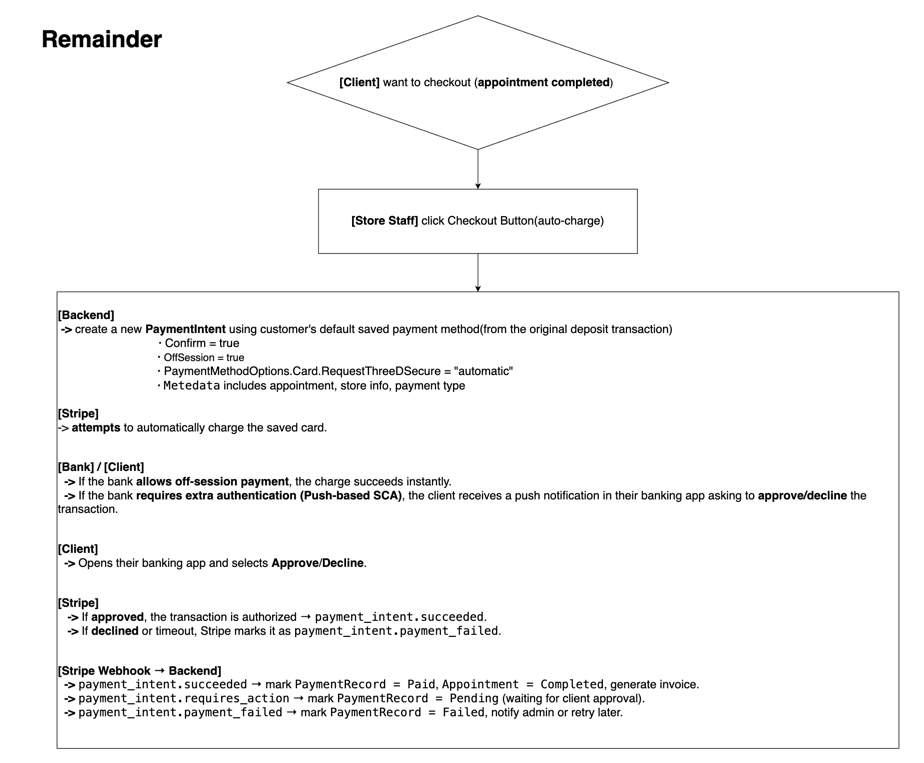 Remainder
[Client] want to checkout (appointment completed)
[Store Staff] click Checkout Button(auto-charge)
[Backend]
-> create a new PaymentIntent using customer's default saved payment method(from the original deposit transaction)
· Confirm = true
· OffSession = true
· PaymentMethodOptions.Card.RequestThreeDSecure = "automatic"
· Metedata includes appointment, store info, payment type
[Stripe]
-> attempts to automatically charge the saved card.
[Bank] / [Client]
-> If the bank allows off-session payment, the charge succeeds instantly.
-> If the bank requires extra authentication (Push-based SCA), the client receives a push notification in their banking app asking to approve/decline the
transaction.
[Client]
-> Opens their banking app and selects Approve/Decline.
[Stripe]
-> If approved, the transaction is authorized → payment_intent.succeeded.
-> If declined or timeout, Stripe marks it as payment_intent.payment_failed.
[Stripe Webhook → Backend]
-> payment_intent.succeeded → mark PaymentRecord = Paid, Appointment = Completed, generate invoice.
-> payment_intent.requires_action → mark PaymentRecord = Pending (waiting for client approval).
-> payment_intent.payment_failed → mark PaymentRecord = Failed, notify admin or retry later.